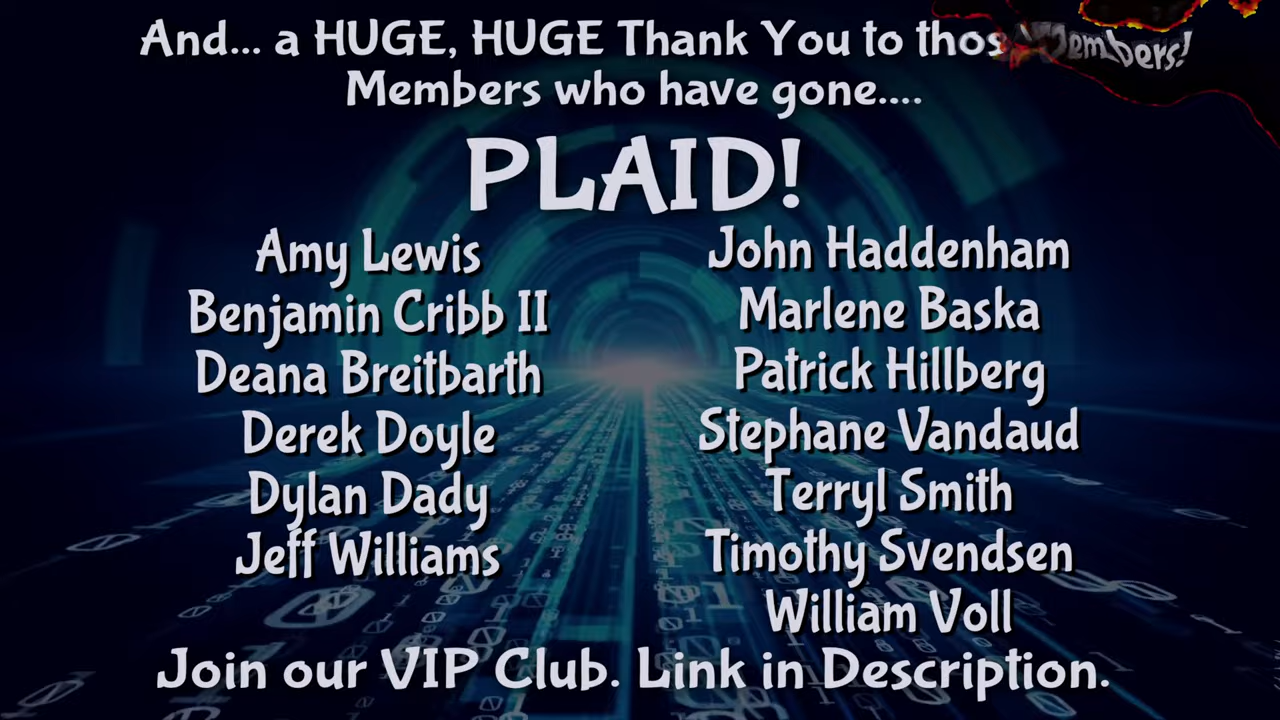 And... a HUGE, HUGE Thank You to those
Members!
Members who have gone....
PLAID!
Amy Lewis
Benjamin Cribb II
Deana Breitbarth
Derek Doyle
Dylan Dady
Jeff Williams
John Haddenham
Marlene Baska
Patrick Hillberg
Stephane Vandaud
Terryl Smith
Timothy Svendsen
William Voll
Join our VIP Club. Link in Description.